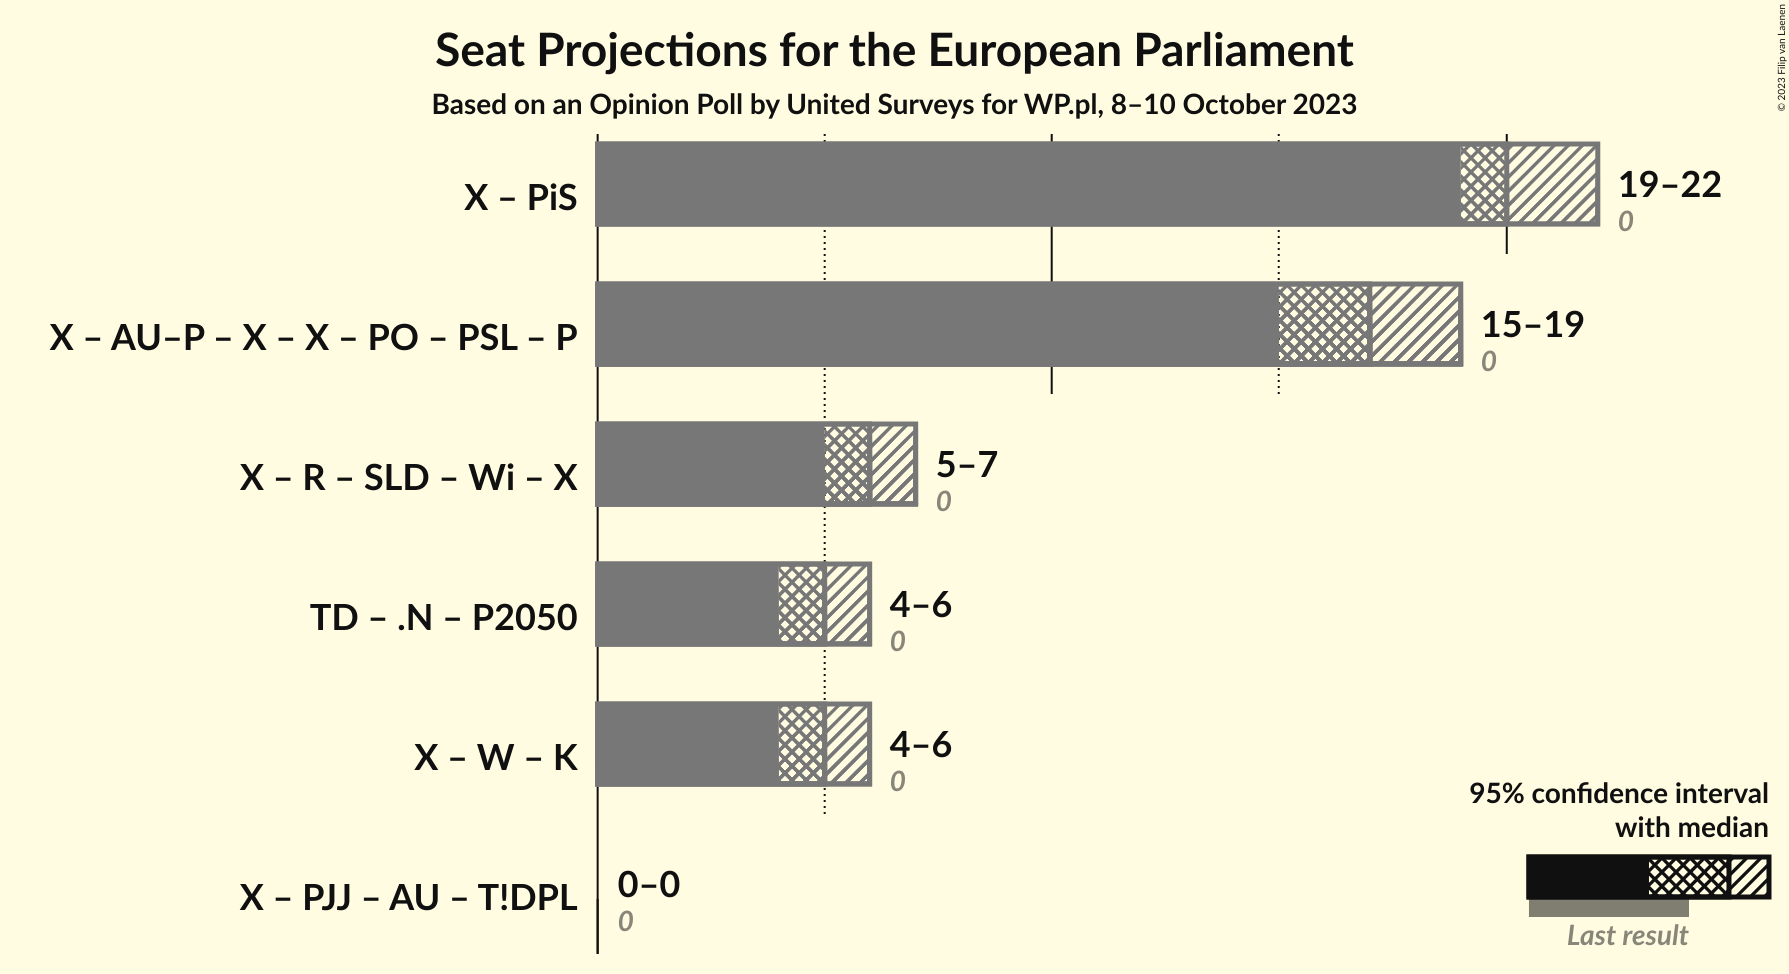 Seat Projections for the European Parliament
Based on an Opinion Poll by United Surveys for WP.pl, 8–10 October 2023
© 2023 Filip van Laenen
X – PiS
19–22
0
X – AU–P – X – X – PO – PSL – P
15–19
0
X – R – SLD – Wi – X
5–7
0
TD – .N – P2050
4–6
0
X – W – K
4–6
0
X – PJJ – AU – T!DPL
0–0
0
95% confidence interval
with median
Last result